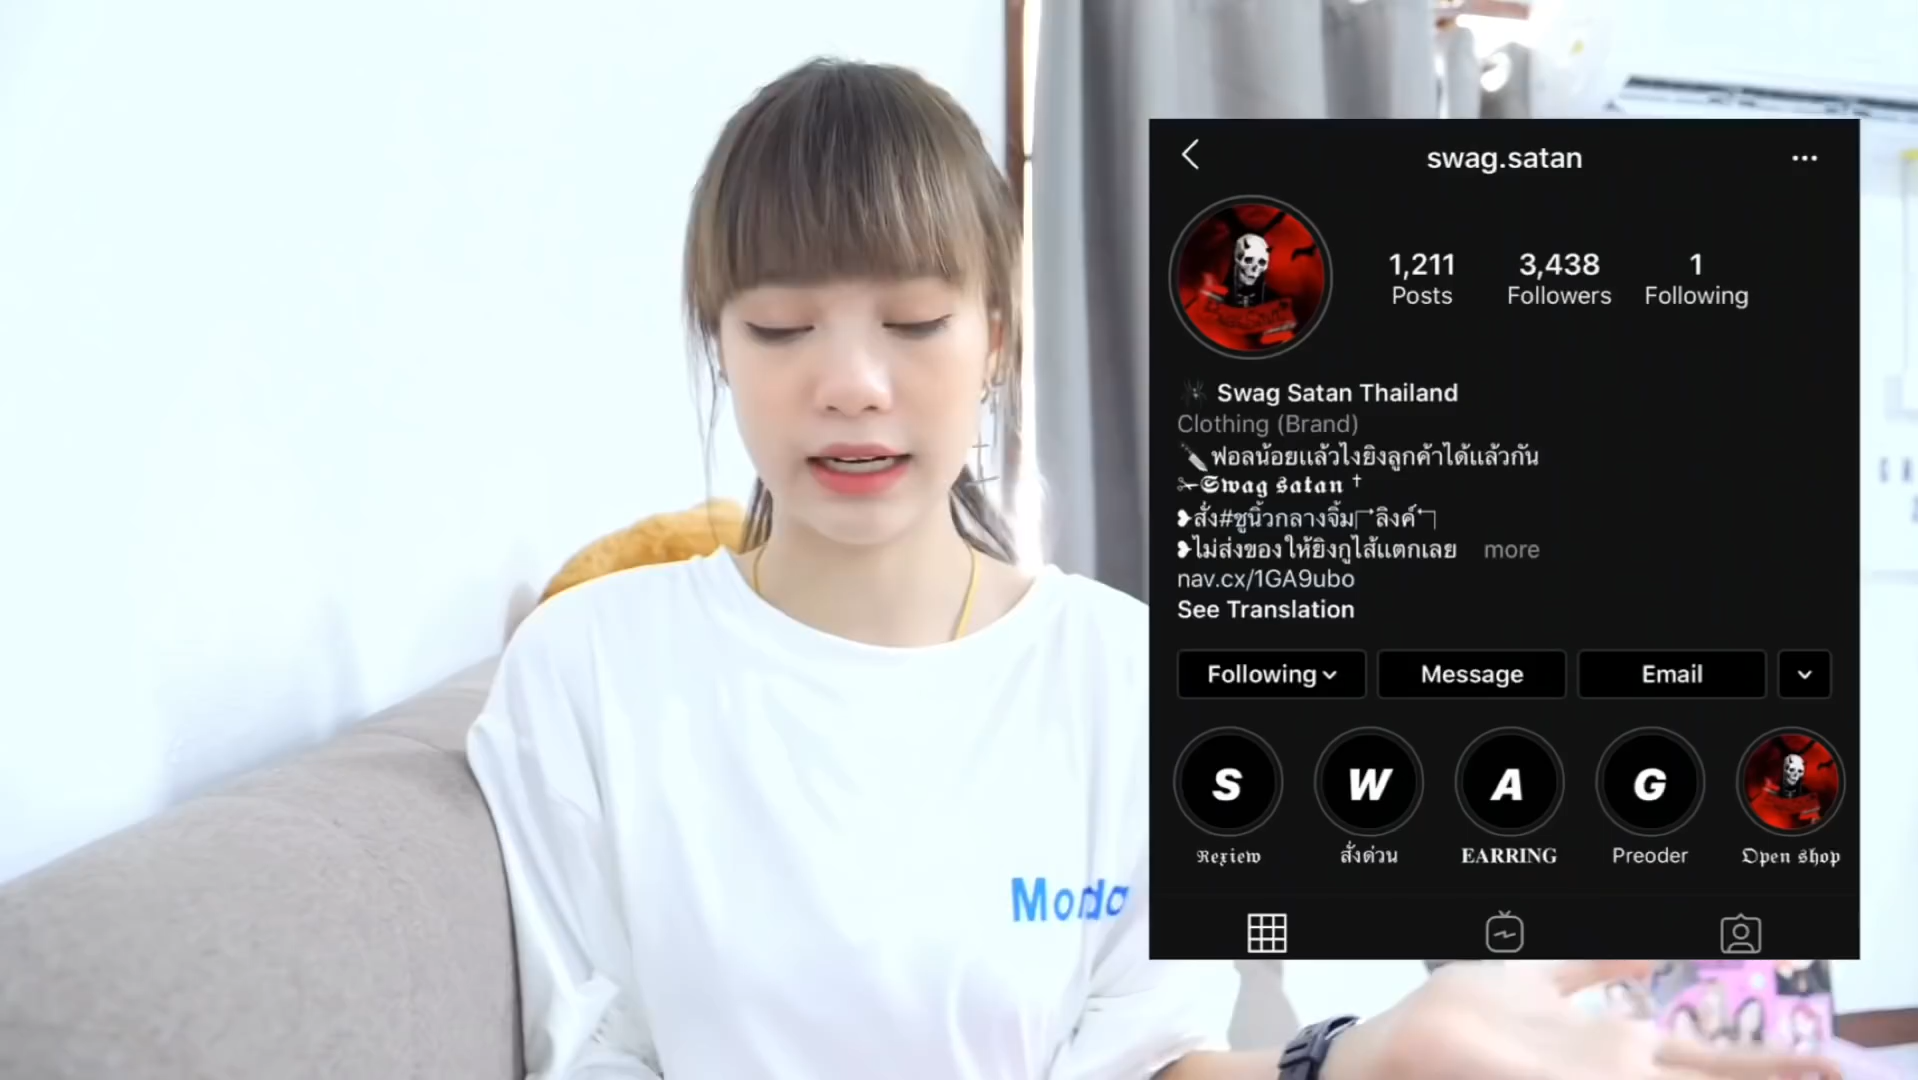 swag.satan
1,211 3,438 1
Posts Followers Following
Swag Satan Thailand
Clothing (Brand)
ฟอลน้อยแล้วไงยิงลูกค้าได้แล้วกัน
𝕾𝖜𝖆𝖌 𝖘𝖆𝖙𝖆𝖓 †
❥สั่ง#ชูนิ้วกลางจิ้ม ลิงค์
❥ไม่ส่งของให้ยิงกูไส้แตกเลย more
nav.cx/1GA9ubo
See Translation
Following Message Email
S W A G
𝕽𝖊𝖝𝖎𝖊𝖜 สั่งด่วน EARRING Preoder 𝕺𝖕𝖊𝖓 𝖘𝖍𝖔𝖕